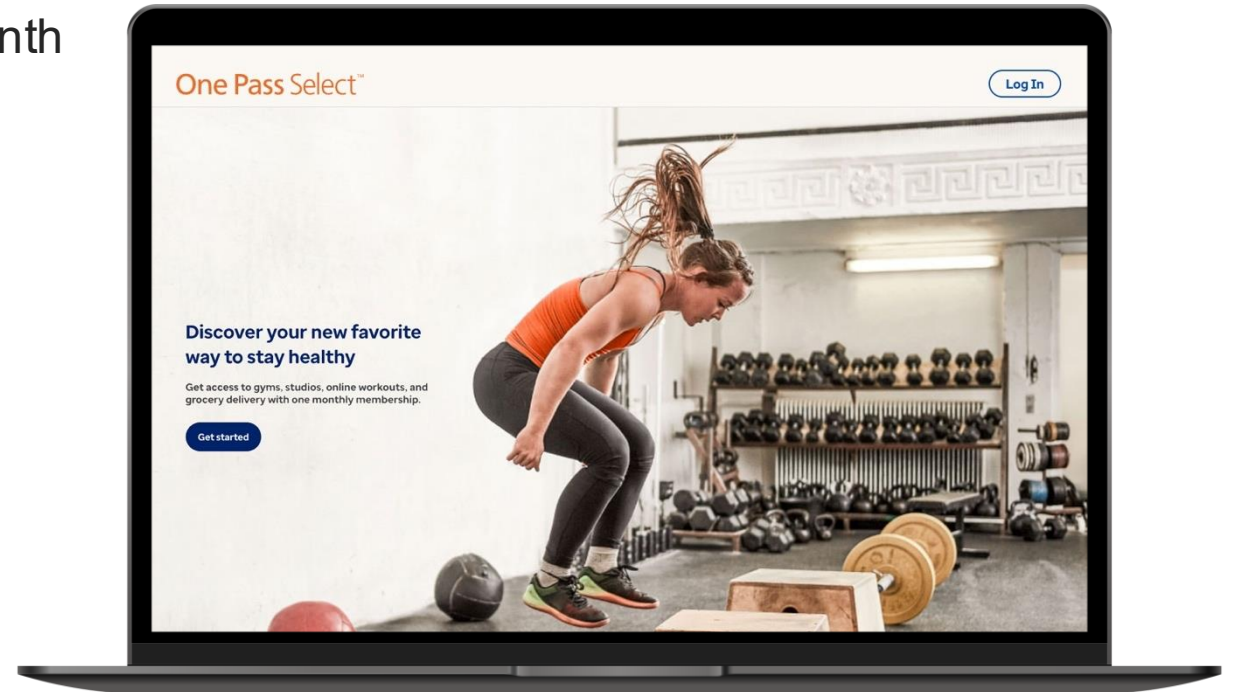 nth
One Pass Select™
Log In
Discover your new favorite
way to stay healthy
Get access to gyms, studios, online workouts, and
grocery delivery with one monthly membership.
Get started